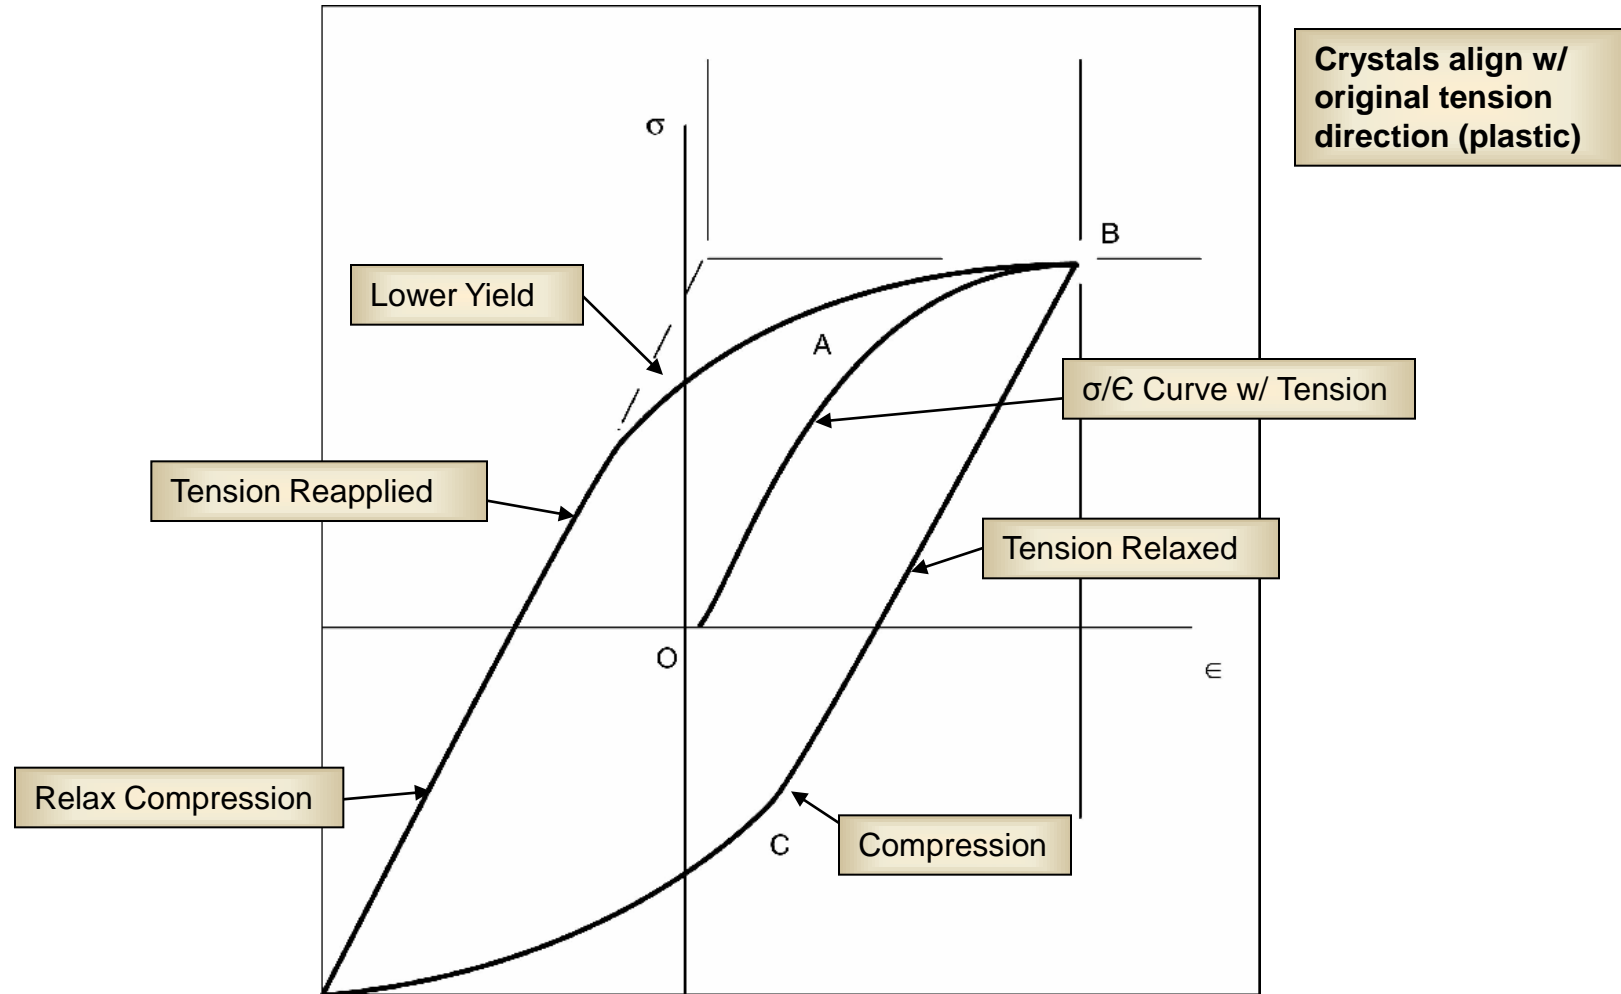 Crystals align w/
original tension
direction (plastic)
σ
B
Lower Yield
A
σ/Є Curve w/ Tension
Tension Reapplied
Tension Relaxed
O
∈
Relax Compression
C
Compression